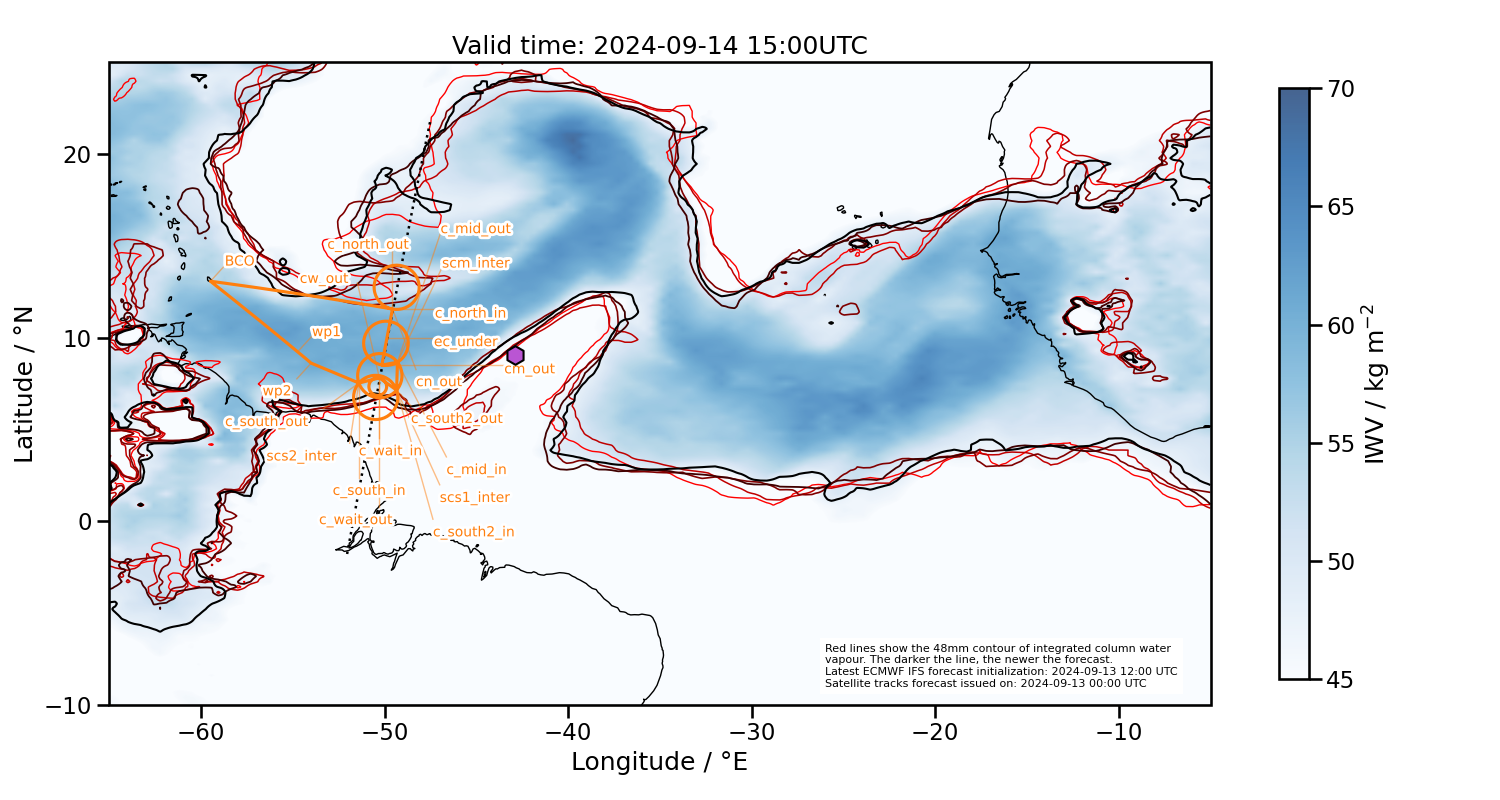 Valid time: 2024-09-14 15:00UTC
20
10
0
−10
Latitude / °N
−60
−50
−40
−30
−20
−10
Longitude / °E
c_mid_out
c_north_out
BCO
scm_inter
cw_out
c_north_in
wp1
ec_under
cm_out
cn_out
wp2
c_south_out
c_south2_out
c_wait_in
scs2_inter
c_mid_in
c_south_in
scs1_inter
c_wait_out
c_south2_in
Red lines show the 48mm contour of integrated column water
vapour. The darker the line, the newer the forecast.
Latest ECMWF IFS forecast initialization: 2024-09-13 12:00 UTC
Satellite tracks forecast issued on: 2024-09-13 00:00 UTC
70
65
60
55
50
45
IWV / kg m⁻²